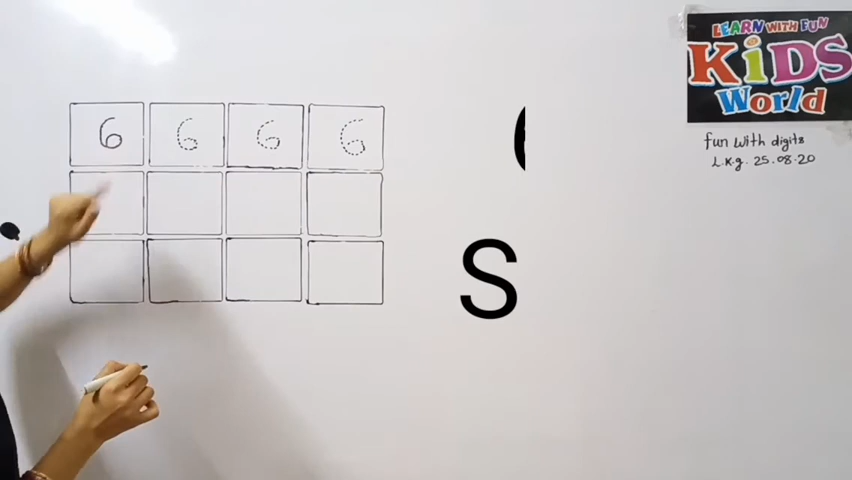 LEARN WITH FUN
KiDS
World
fun with digits
L.K.g. 25.08.20
6 6 6 6
S